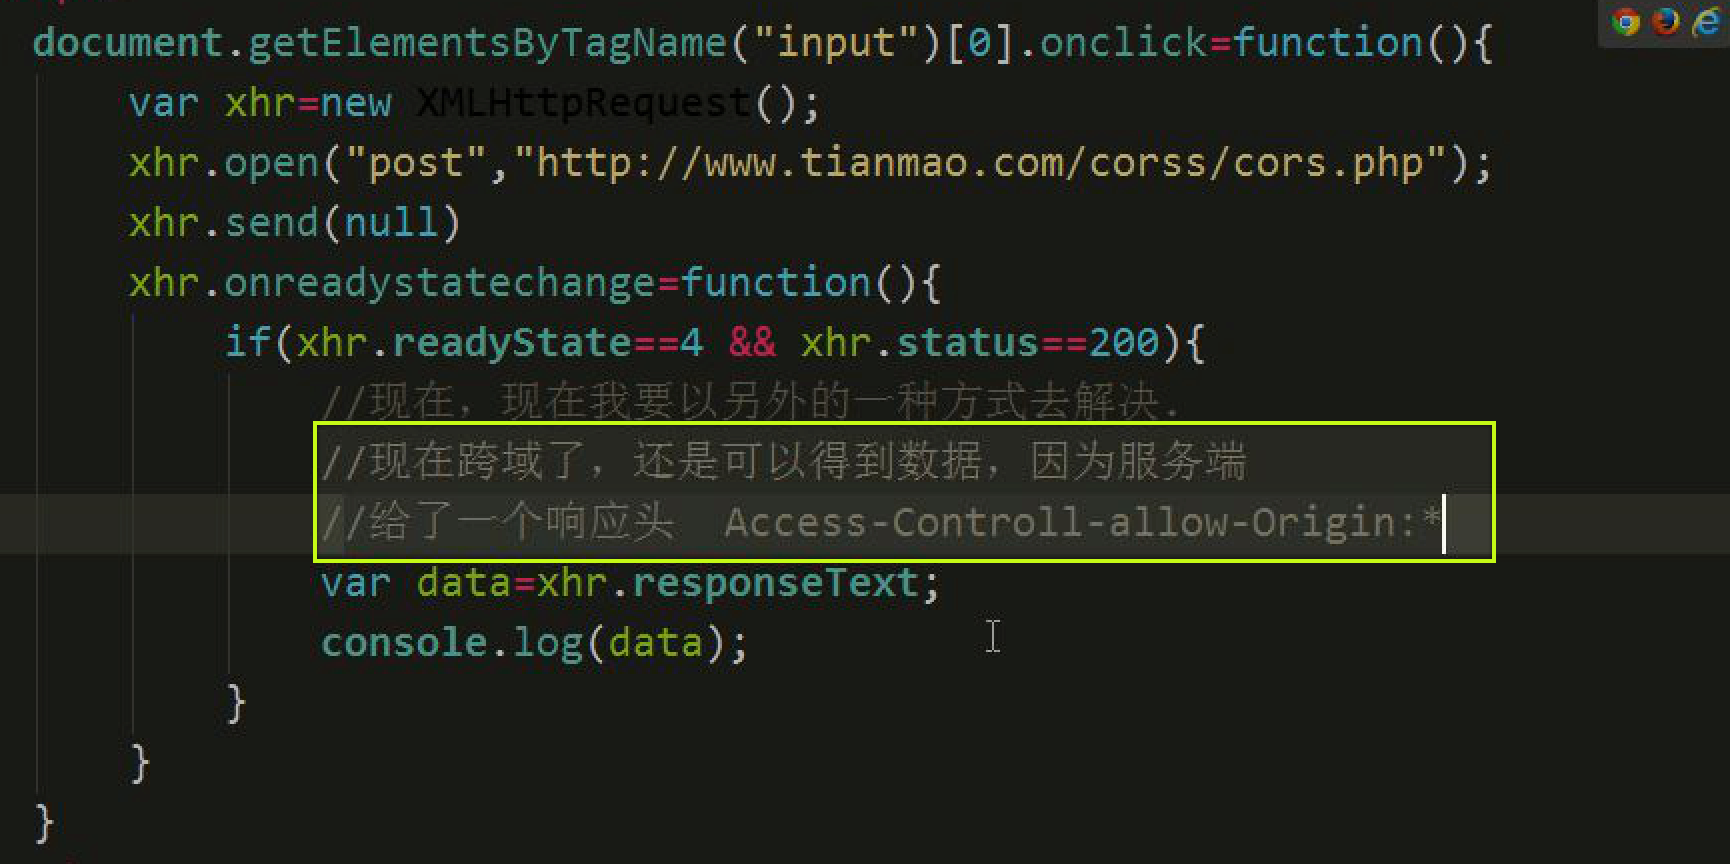 document.getElementsByTagName("input")[0].onclick=function(){
var xhr=new XMLHttpRequest();
xhr.open("post","http://www.tianmao.com/corss/cors.php");
xhr.send(null)
xhr.onreadystatechange=function(){
if(xhr.readyState==4 && xhr.status==200){
//现在，现在我要以另外的一种方式去解决.
//现在跨域了，还是可以得到数据，因为服务端
//给了一个响应头  Access-Controll-allow-Origin:*
var data=xhr.responseText;
console.log(data);
}
}
}